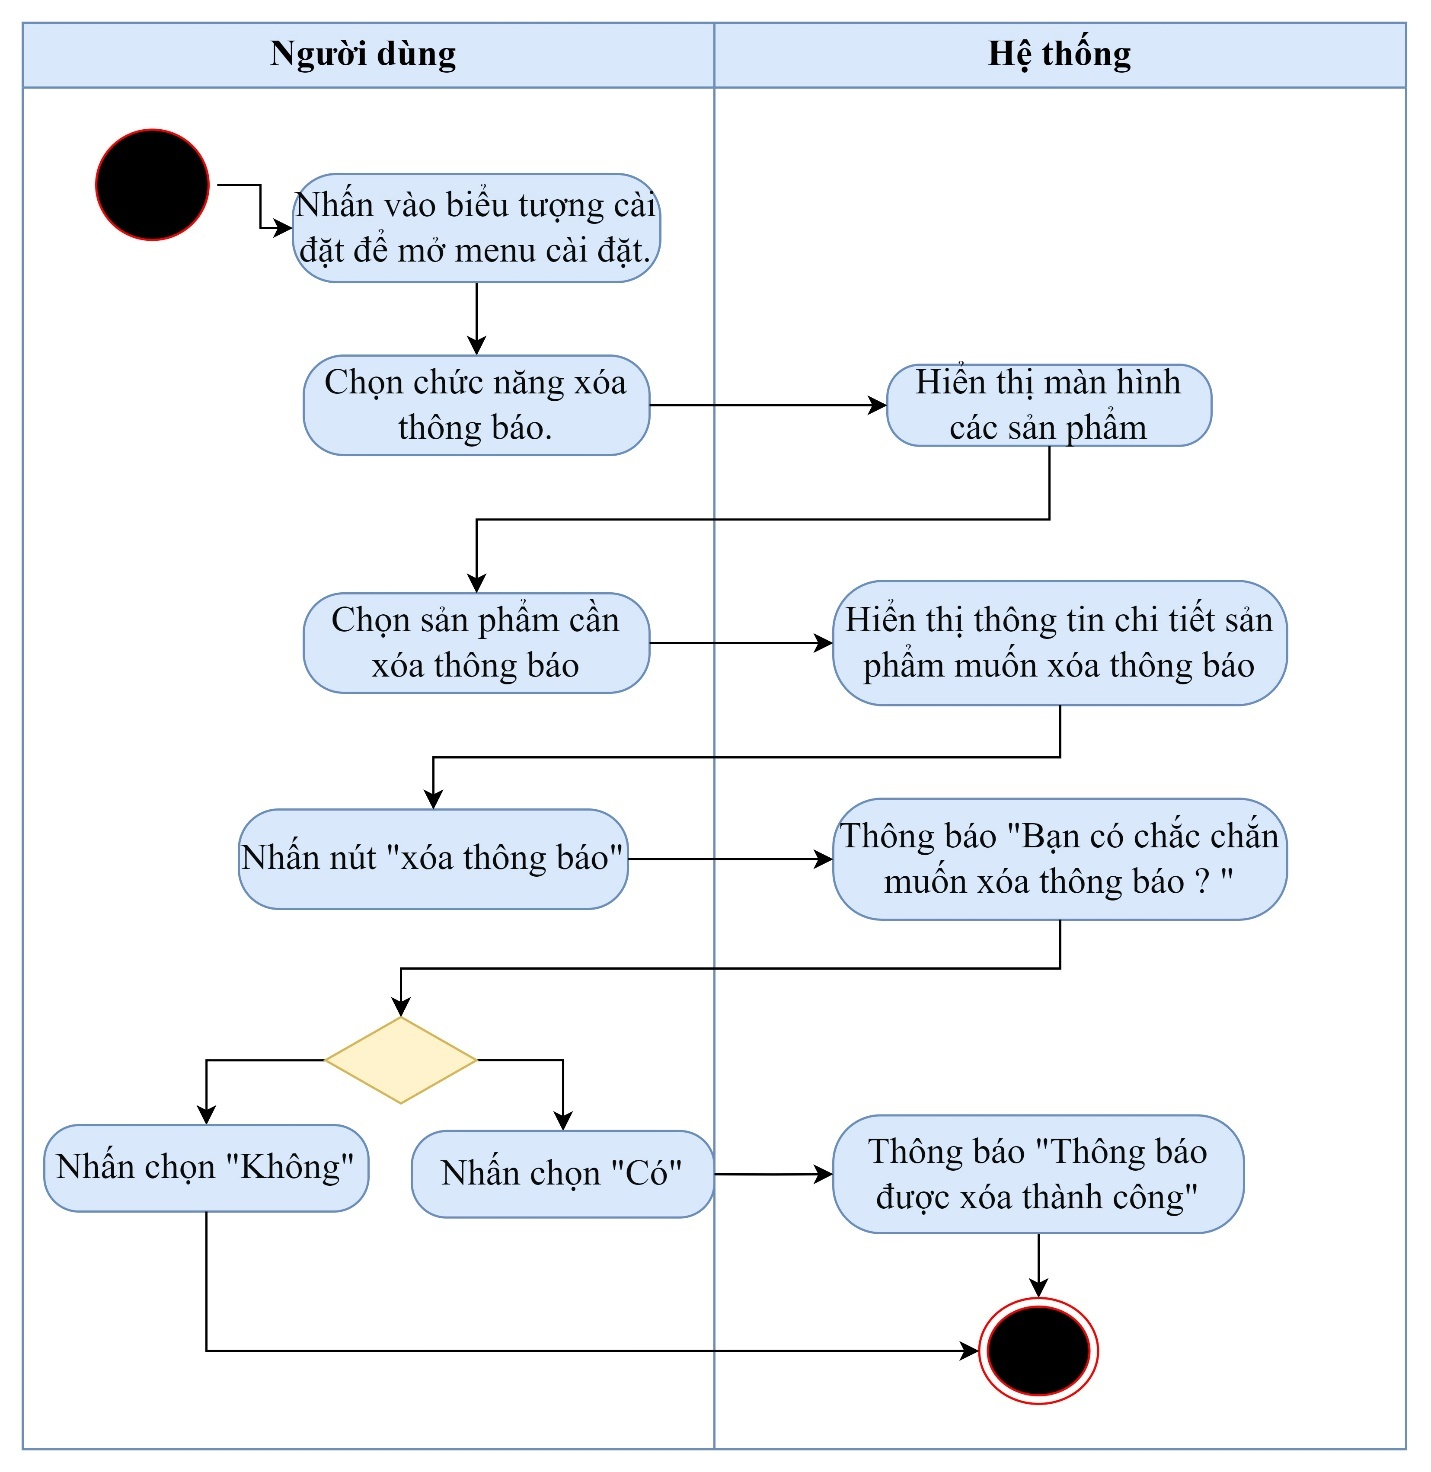 Người dùng
Hệ thống
Nhấn vào biểu tượng cài
đặt để mở menu cài đặt.
Chọn chức năng xóa
thông báo.
Hiển thị màn hình
các sản phẩm
Chọn sản phẩm cần
xóa thông báo
Hiển thị thông tin chi tiết sản
phẩm muốn xóa thông báo
Nhấn nút "xóa thông báo"
Thông báo "Bạn có chắc chắn
muốn xóa thông báo ? "
Nhấn chọn "Không"
Nhấn chọn "Có"
Thông báo "Thông báo
được xóa thành công"